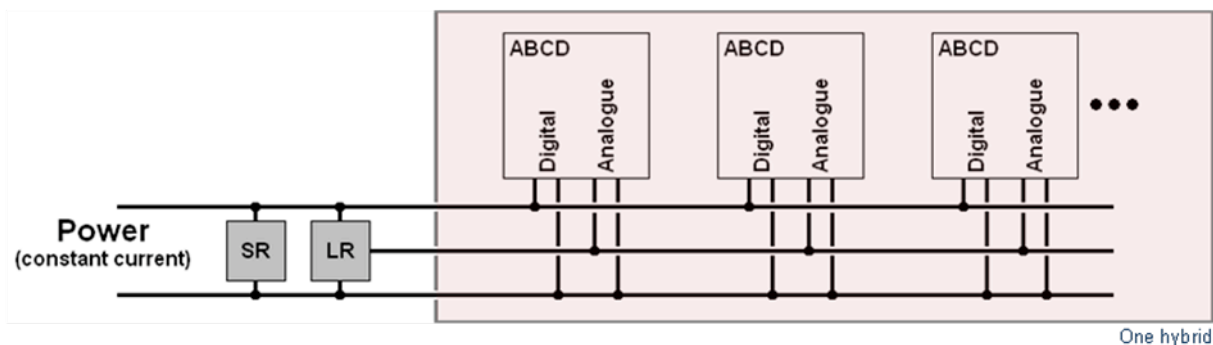 ABCD
Digital
Analogue
ABCD
Digital
Analogue
ABCD
Digital
Analogue
Power
(constant current)
SR
LR
One hybrid